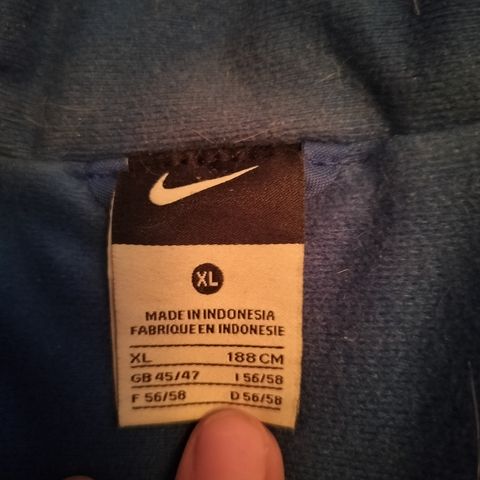 XL
MADE IN INDONESIA
FABRIQUE EN INDONESIE
XL 188 CM
GB 45/47 I 56/58
F 56/58 D 56/58